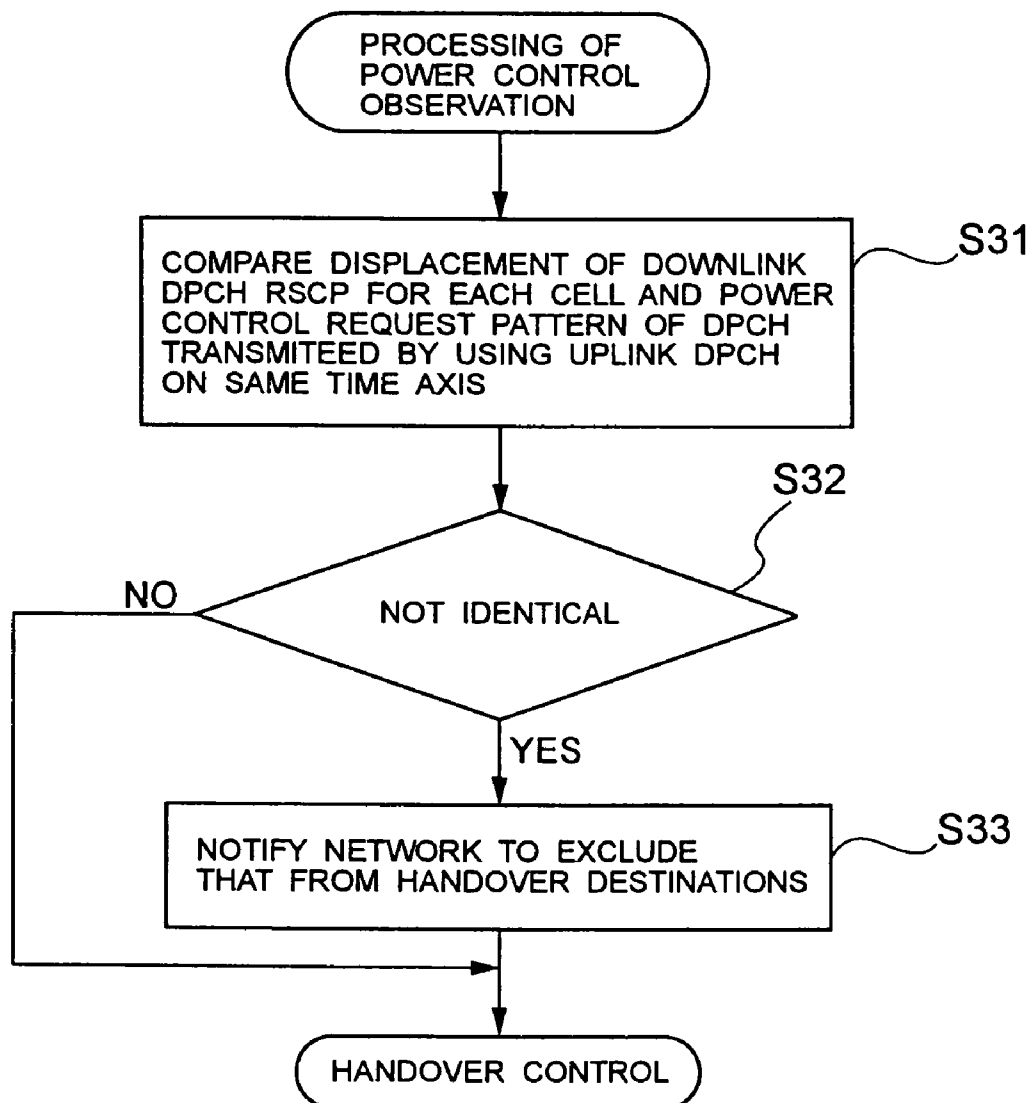 PROCESSING OF
POWER CONTROL
OBSERVATION
S31
COMPARE DISPLACEMENT OF DOWNLINK
DPCH RSCP FOR EACH CELL AND POWER
CONTROL REQUEST PATTERN OF DPCH
TRANSMITEED BY USING UPLINK DPCH
ON SAME TIME AXIS
S32
NO
NOT IDENTICAL
YES
S33
NOTIFY NETWORK TO EXCLUDE
THAT FROM HANDOVER DESTINATIONS
HANDOVER CONTROL